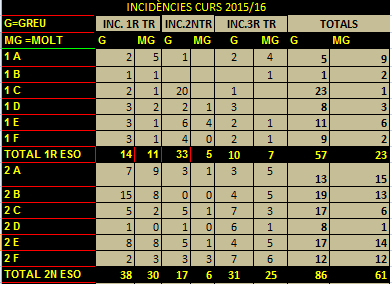 INCIDÈNCIES CURS 2015/16
G=GREU INC. 1R TR INC.2NTR INC.3R TR TOTALS
MG =MOLT G MG G MG G MG G MG
1 A 2 5 1 2 4 5 9
1 B 1 1 1 1 2
1 C 2 1 20 1 23 1
1 D 3 2 2 1 3 8 3
1 E 3 1 6 4 2 1 11 6
1 F 3 1 4 0 2 1 9 2
TOTAL 1R ESO 14 11 33 5 10 7 57 23
2 A 7 9 3 1 3 5 13 15
2 B 15 8 0 0 4 5 19 13
2 C 5 2 5 1 7 3 17 6
2 D 1 0 1 0 6 1 8 1
2 E 8 8 5 1 4 5 17 14
2 F 2 3 3 3 7 6 12 12
TOTAL 2N ESO 38 30 17 6 31 25 86 61